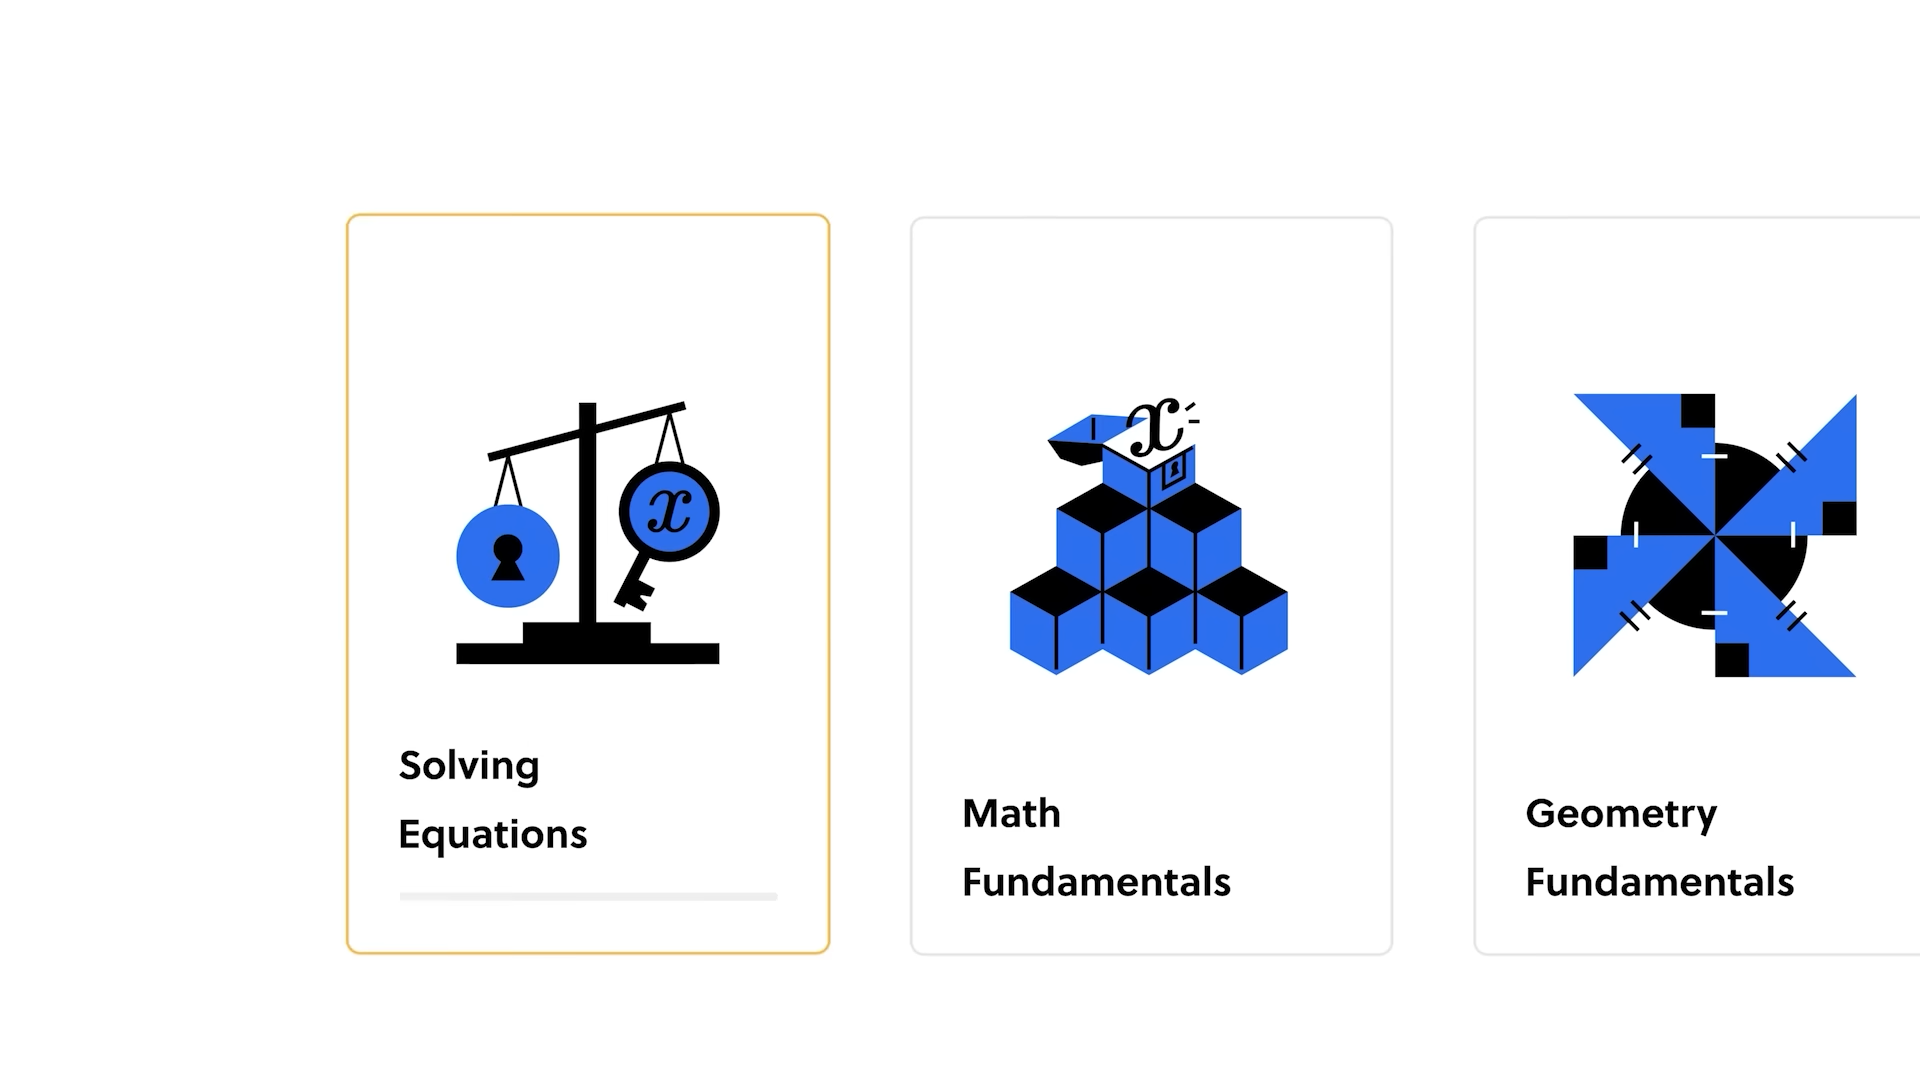 x
x
Solving
Equations
Math
Fundamentals
Geometry
Fundamentals